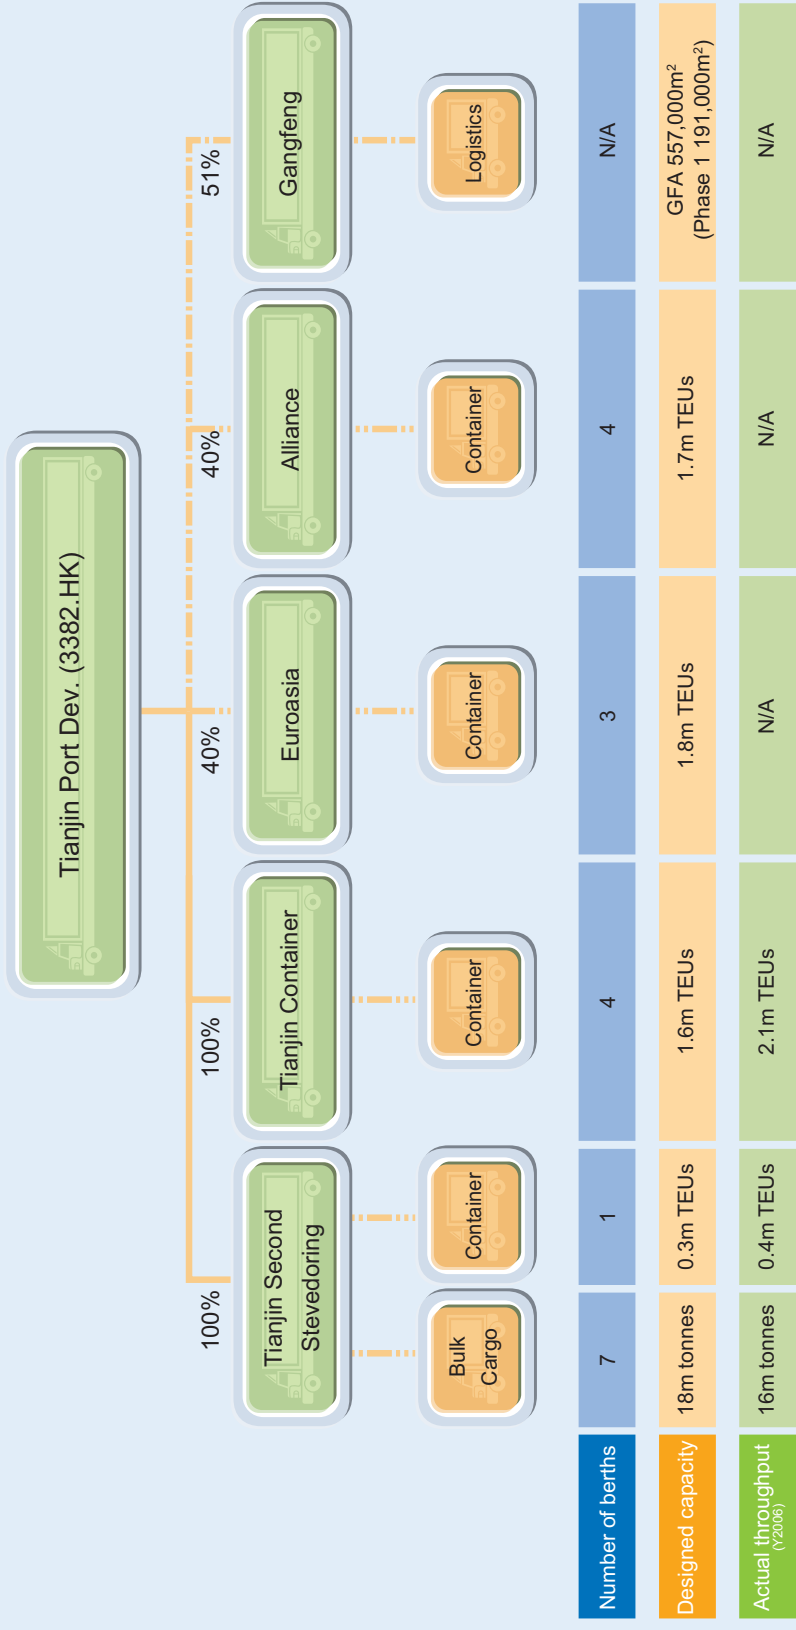 Tianjin Port Dev. (3382.HK)
100%
100%
40%
40%
51%
Tianjin Second
Stevedoring
Tianjin Container
Euroasia
Alliance
Gangfeng
Bulk
Cargo
Container
Container
Container
Container
Logistics
Number of berths
7
1
4
3
4
N/A
Designed capacity
18m tonnes
0.3m TEUs
1.6m TEUs
1.8m TEUs
1.7m TEUs
GFA 557,000m²
(Phase 1 191,000m²)
Actual throughput
(Y2006)
16m tonnes
0.4m TEUs
2.1m TEUs
N/A
N/A
N/A